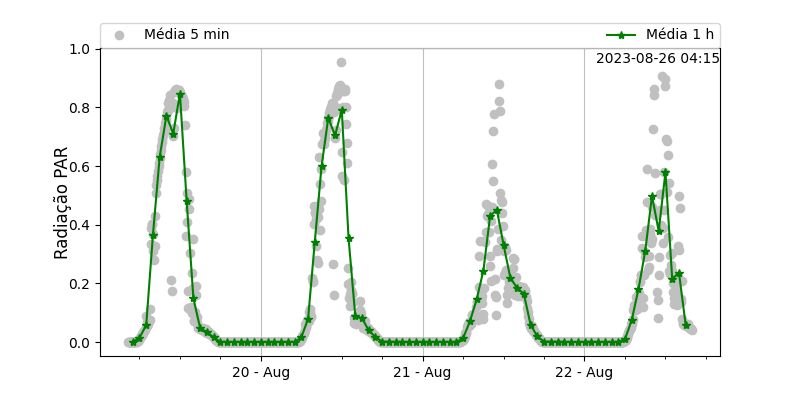 Média 5 min
Média 1 h
2023-08-26 04:15
Radiação PAR
1.0
0.8
0.6
0.4
0.2
0.0
20 - Aug
21 - Aug
22 - Aug